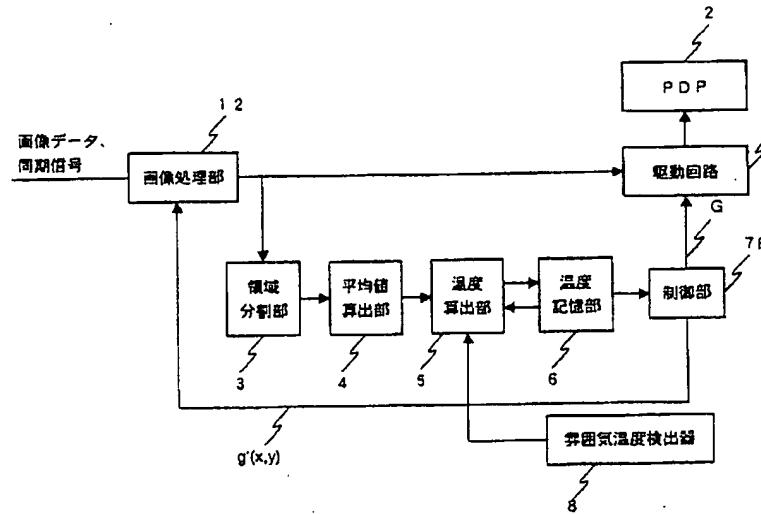 2
PDP
12
画像データ、
同期信号
画像処理部
駆動回路
G
領域
分割部
平均値
算出部
温度
算出部
温度
記憶部
制御部
3
4
5
6
g'(x,y)
雰囲気温度検出器
8